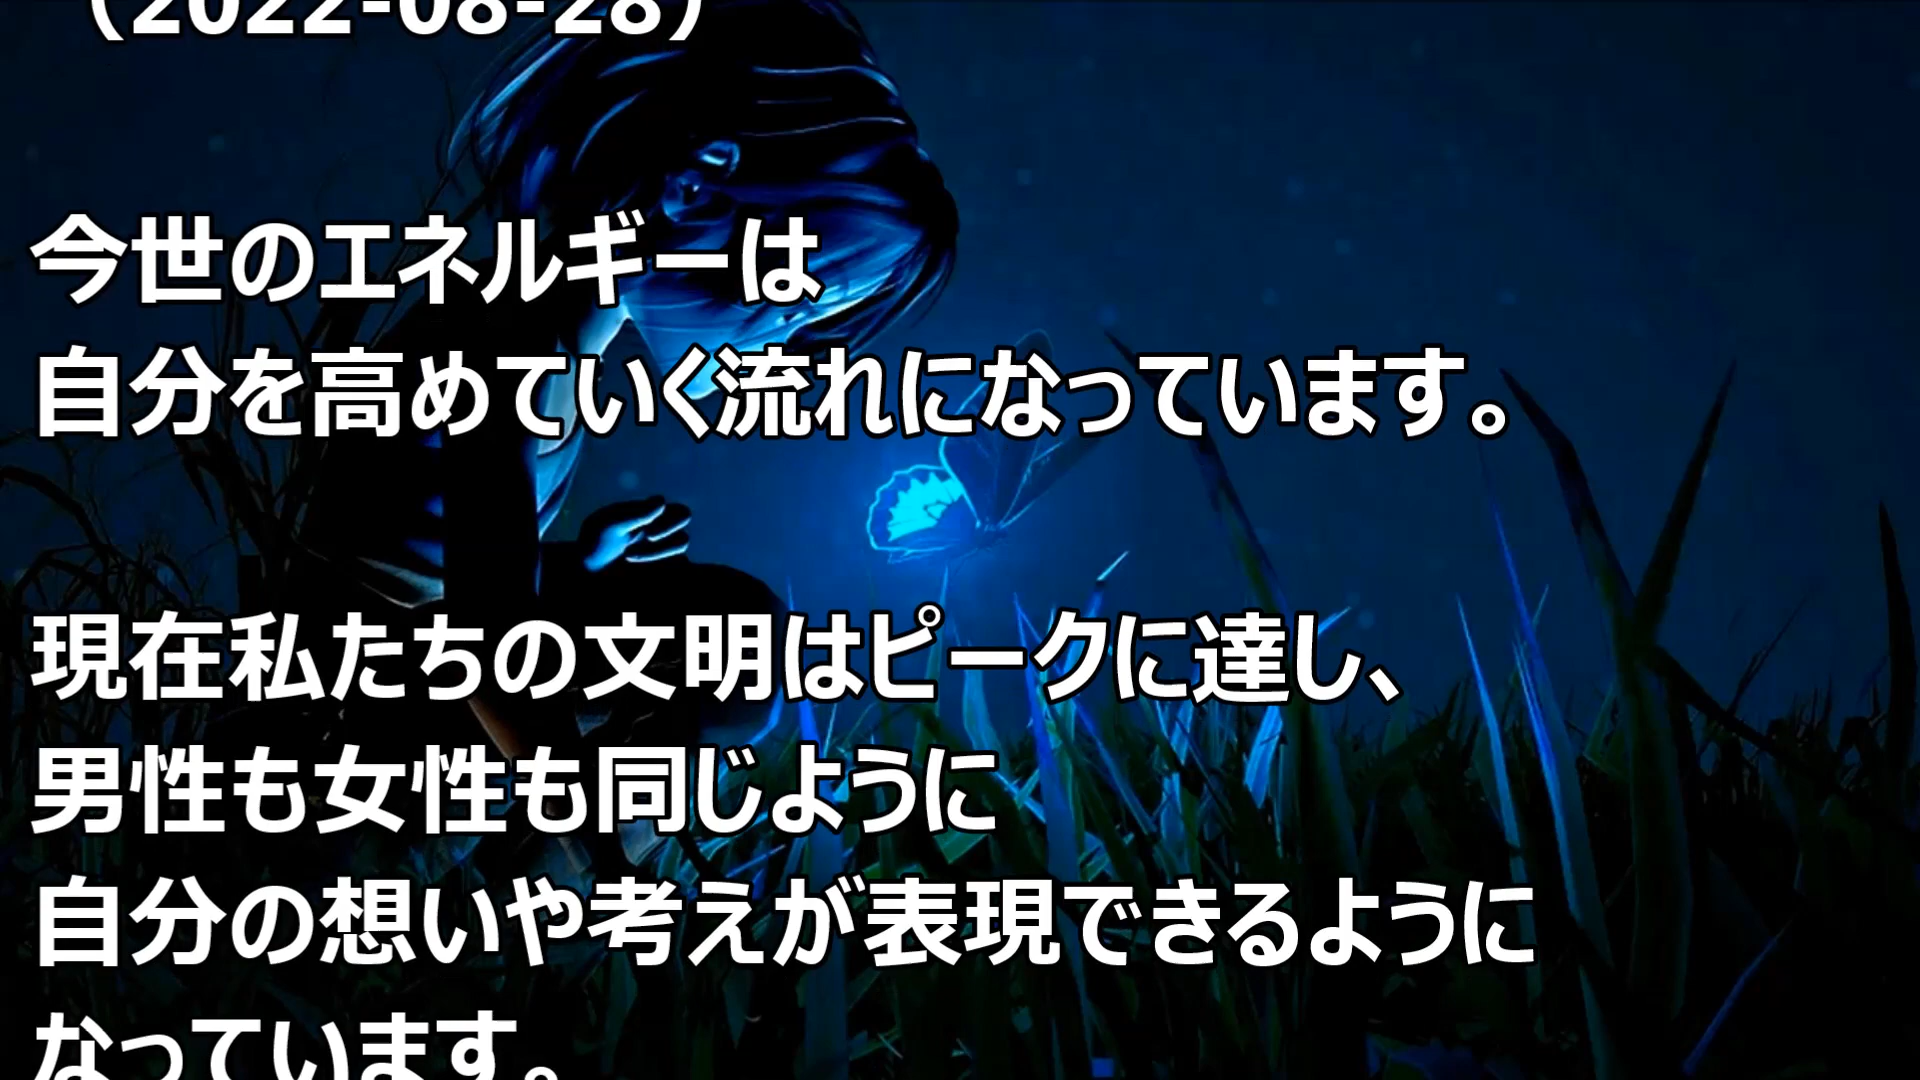 （2022-08-28）
今世のエネルギーは
自分を高めていく流れになっています。
現在私たちの文明はピークに達し、
男性も女性も同じように
自分の想いや考えが表現できるように
なっています。